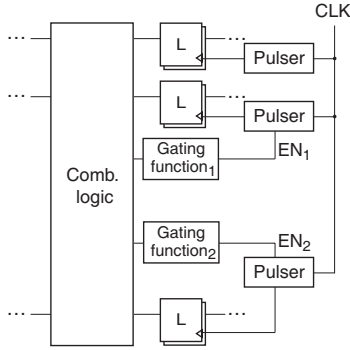 CLK
... L ...
Pulser
... L ...
Pulser
Gating
function1
EN1
Comb.
logic
Gating
function2
EN2
Pulser
... L ...